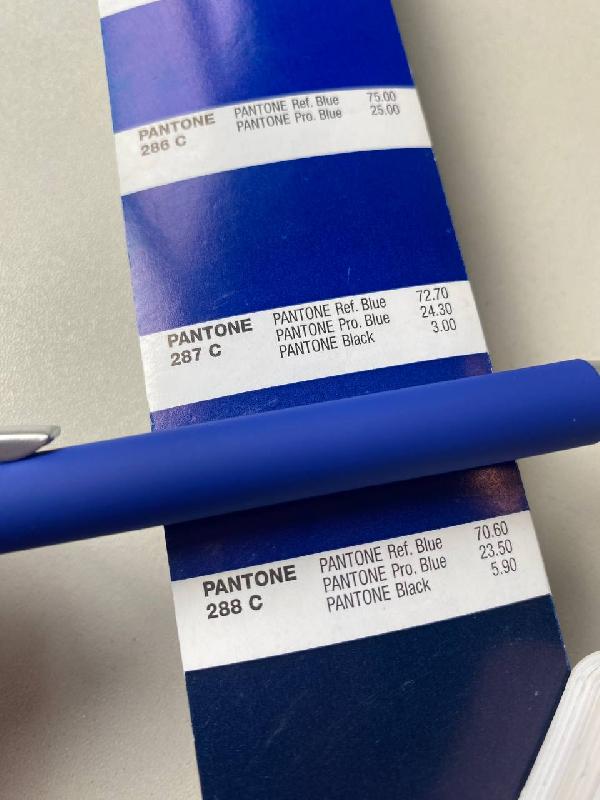 PANTONE
286 C
PANTONE Ref. Blue 75.00
PANTONE Pro. Blue 25.00
PANTONE
287 C
PANTONE Ref. Blue 72.70
PANTONE Pro. Blue 24.30
PANTONE Black 3.00
PANTONE
288 C
PANTONE Ref. Blue 70.60
PANTONE Pro. Blue 23.50
PANTONE Black 5.90